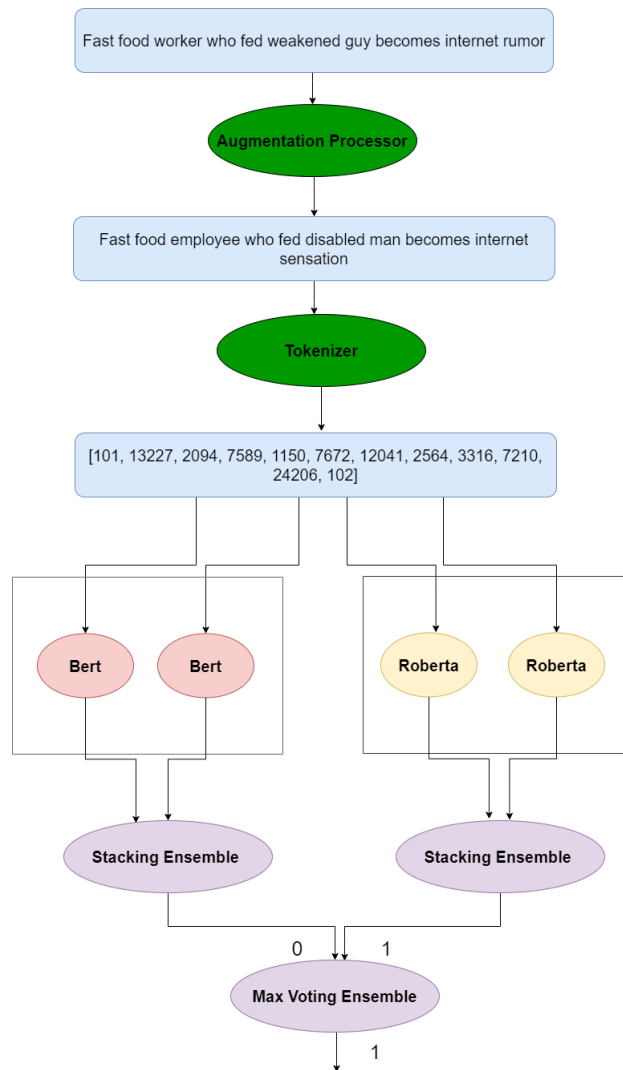 Fast food worker who fed weakened guy becomes internet rumor
Augmentation Processor
Fast food employee who fed disabled man becomes internet
sensation
Tokenizer
[101, 13227, 2094, 7589, 1150, 7672, 12041, 2564, 3316, 7210,
24206, 102]
Bert
Bert
Roberta
Roberta
Stacking Ensemble
Stacking Ensemble
0
1
Max Voting Ensemble
1